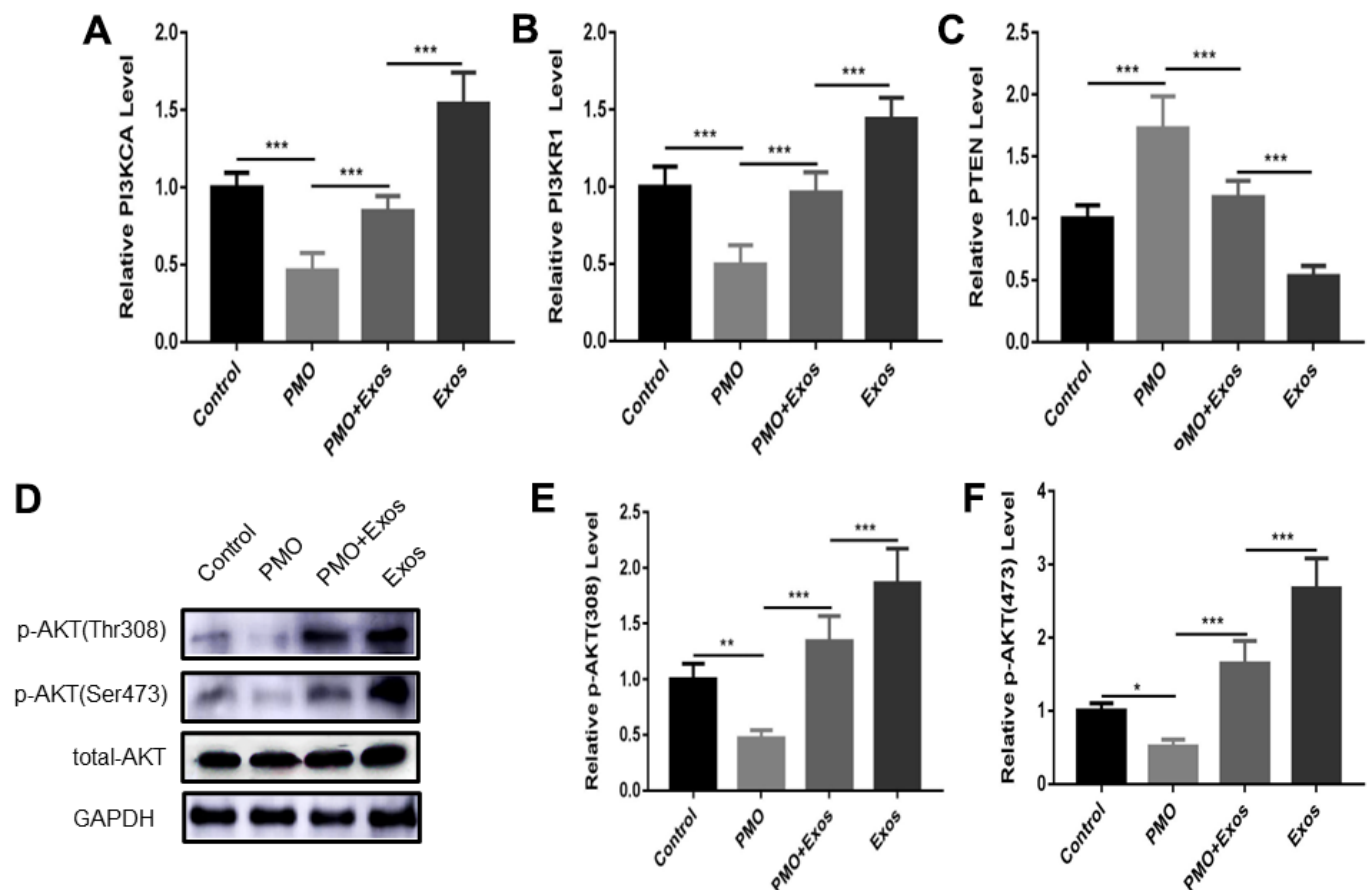 A
Relative PI3KCA Level
2.0
1.5
1.0
0.5
0.0
***
***
***
Control
PMO
PMO+Exos
Exos
B
Relaitive PI3KR1 Level
2.0
1.5
1.0
0.5
0.0
***
***
***
Control
PMO
PMO+Exos
Exos
C
Relative PTEN Level
2.5
2.0
1.5
1.0
0.5
0.0
***
***
***
Control
PMO
PMO+Exos
Exos
D
Control
PMO
PMO+Exos
Exos
p-AKT(Thr308)
p-AKT(Ser473)
total-AKT
GAPDH
E
Relative p-AKT(308) Level
2.5
2.0
1.5
1.0
0.5
0.0
**
***
***
Control
PMO
PMO+Exos
Exos
F
Relative p-AKT(473) Level
4
3
2
1
0
*
***
***
Control
PMO
PMO+Exos
Exos